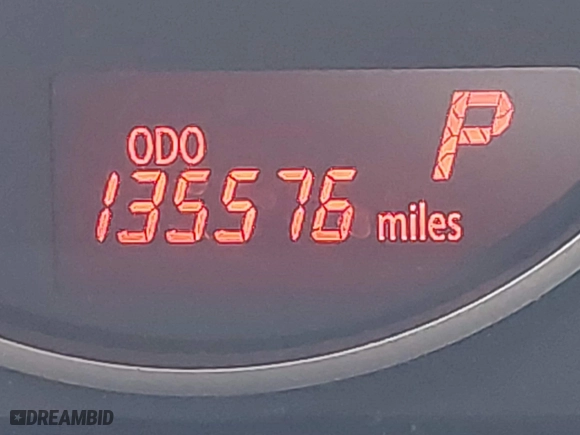 P
ODO
135576 miles
DREAMBID